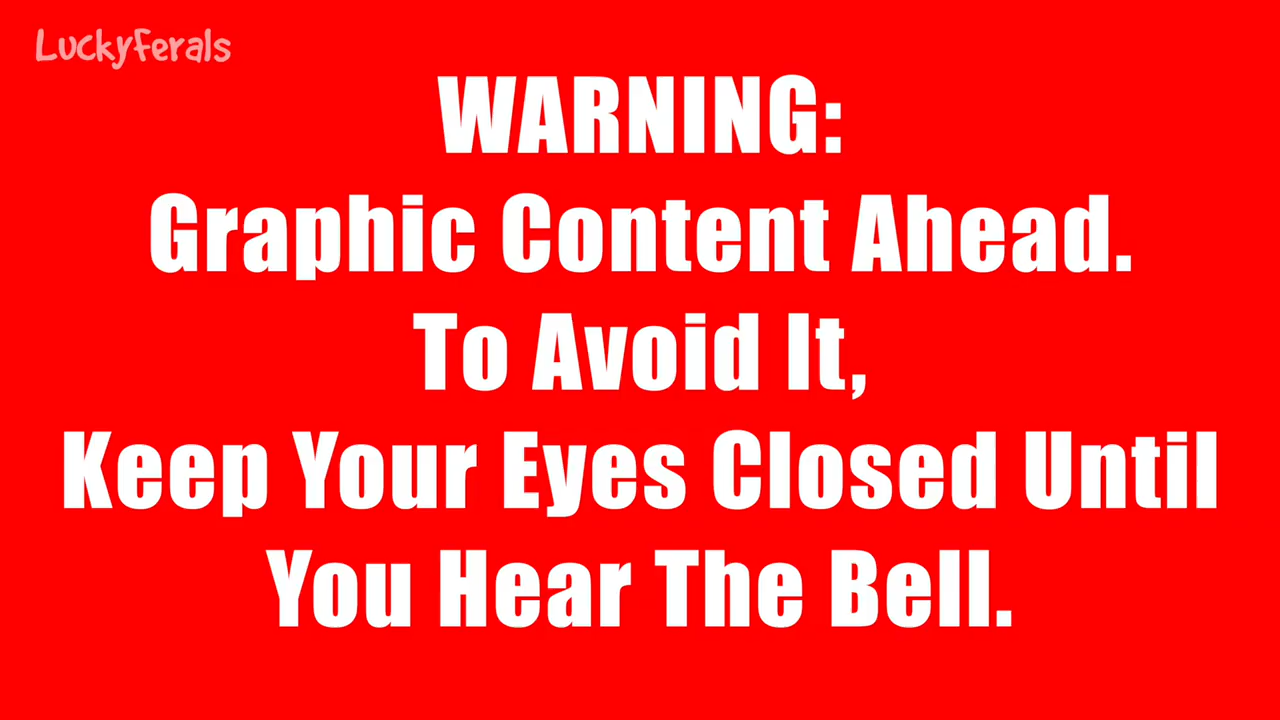 LuckyFerals
WARNING:
Graphic Content Ahead.
To Avoid It,
Keep Your Eyes Closed Until
You Hear The Bell.